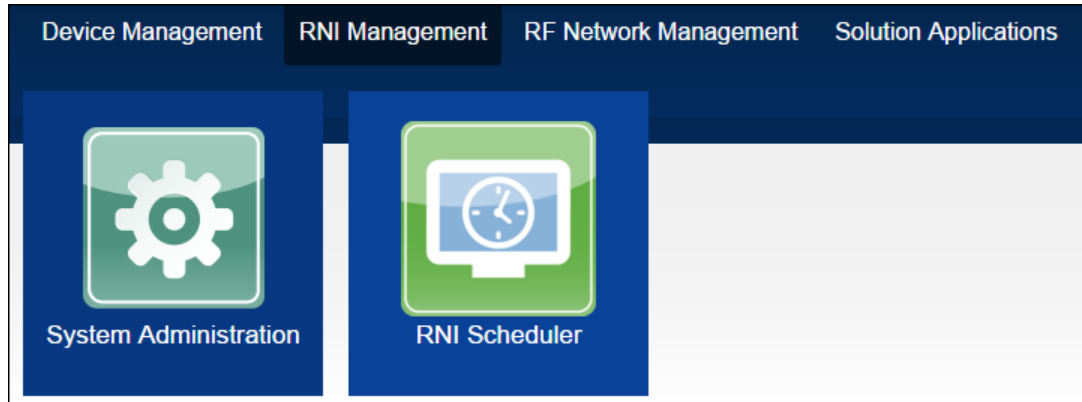 Device Management RNI Management RF Network Management Solution Applications
System Administration RNI Scheduler